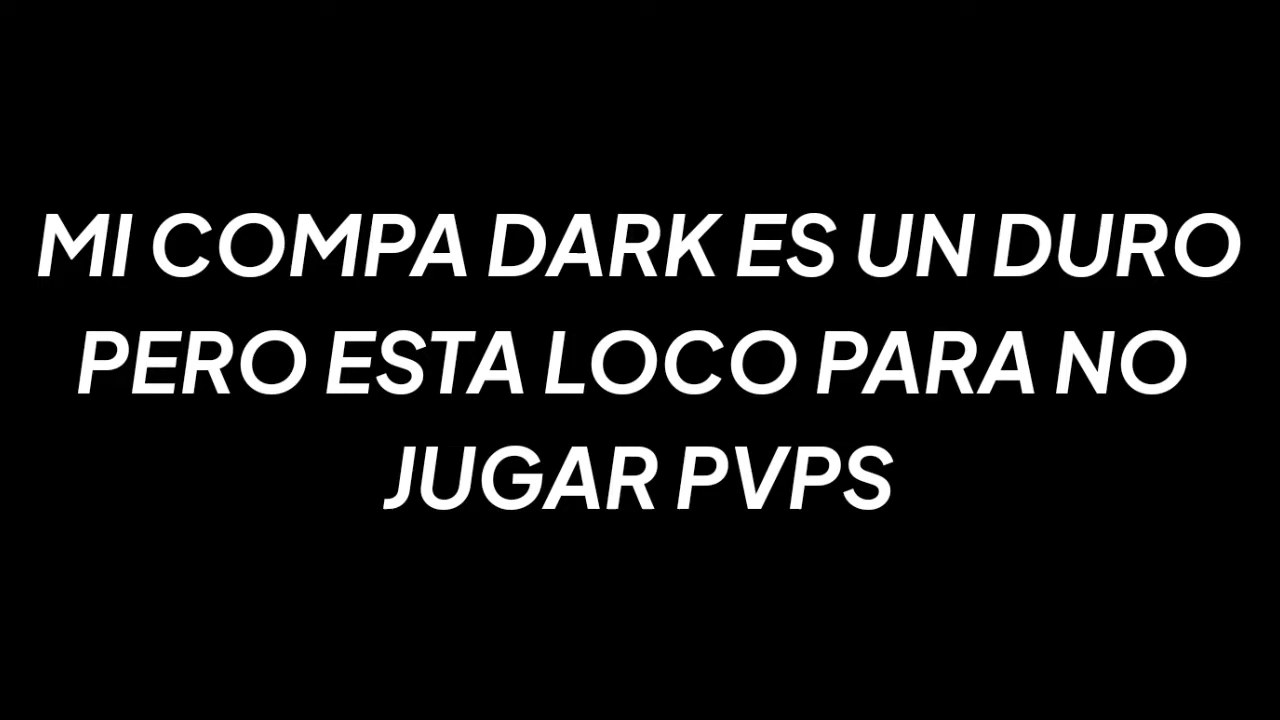 MI COMPA DARK ES UN DURO
PERO ESTA LOCO PARA NO
JUGAR PVPS